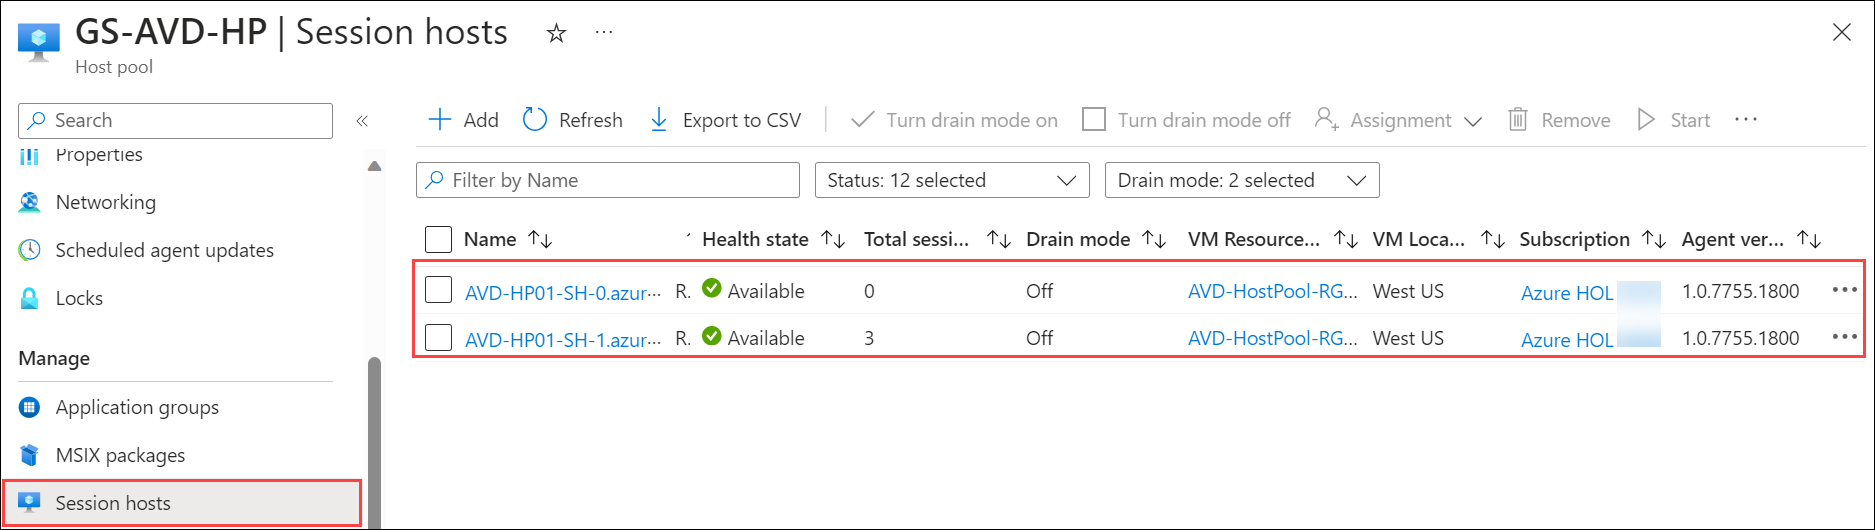 GS-AVD-HP | Session hosts
Host pool
Search
Properties
Networking
Scheduled agent updates
Locks
Manage
Application groups
MSIX packages
Session hosts
Add Refresh Export to CSV Turn drain mode on Turn drain mode off Assignment Remove Start
Filter by Name Status: 12 selected Drain mode: 2 selected
Name Health state Total sessi... Drain mode VM Resource... VM Loca... Subscription Agent ver...
AVD-HP01-SH-0.azur... R. Available 0 Off AVD-HostPool-RG... West US Azure HOL 1.0.7755.1800
AVD-HP01-SH-1.azur... R. Available 3 Off AVD-HostPool-RG... West US Azure HOL 1.0.7755.1800